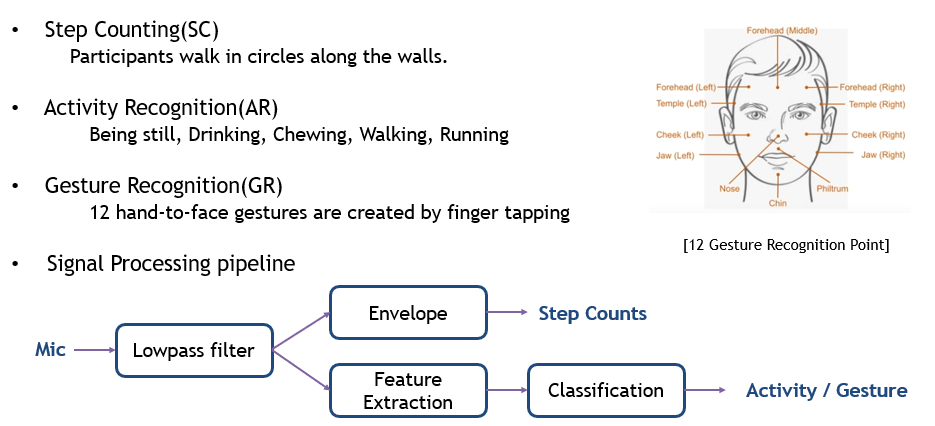 • Step Counting(SC)
Participants walk in circles along the walls.
• Activity Recognition(AR)
Being still, Drinking, Chewing, Walking, Running
• Gesture Recognition(GR)
12 hand-to-face gestures are created by finger tapping
Forehead (Middle)
Forehead (Left)
Forehead (Right)
Temple (Left)
Temple (Right)
Cheek (Left)
Cheek (Right)
Jaw (Left)
Jaw (Right)
Nose
Philtrum
Chin
[12 Gesture Recognition Point]
• Signal Processing pipeline
Mic
Lowpass filter
Envelope
Step Counts
Feature
Extraction
Classification
Activity / Gesture